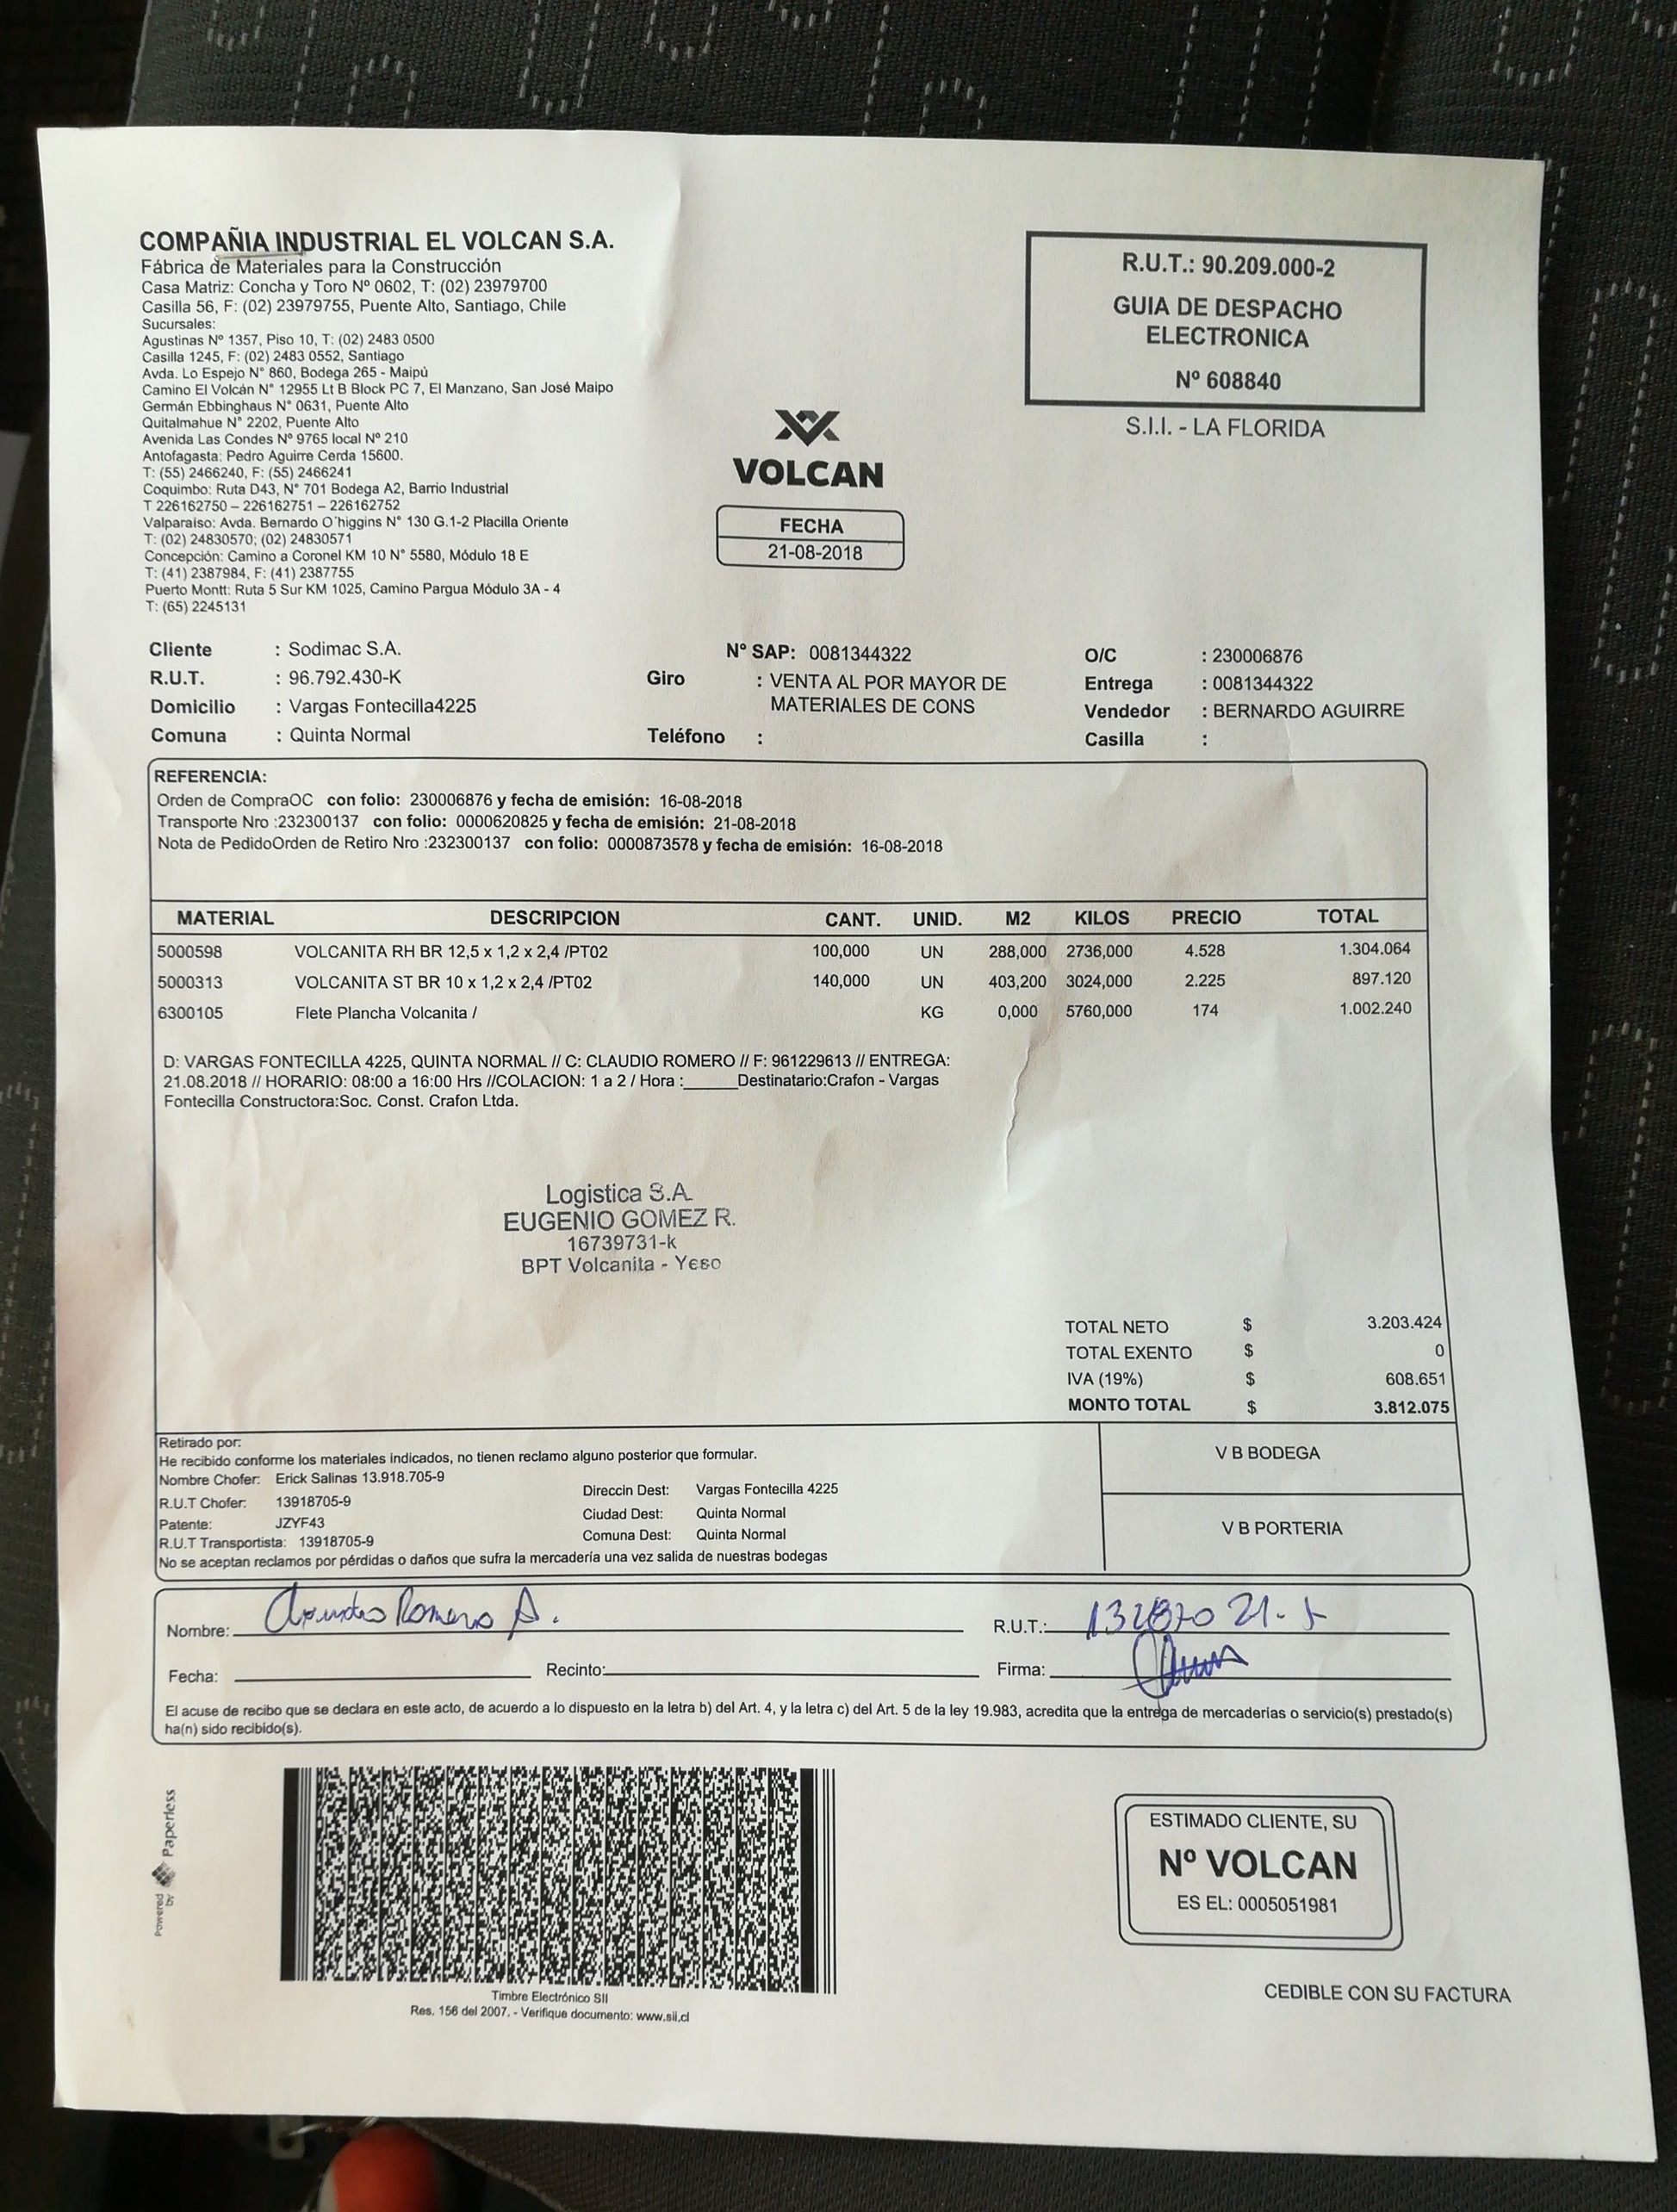 COMPAÑIA INDUSTRIAL EL VOLCAN S.A.
Fábrica de Materiales para la Construcción
Casa Matriz: Concha y Toro Nº 0602, T: (02) 23979700
Casilla 56, F: (02) 23979755, Puente Alto, Santiago, Chile
Sucursales:
Agustinas Nº 1357, Piso 10, T: (02) 2483 0500
Casilla 1245, F: (02) 2483 0552, Santiago
Avda. Lo Espejo N° 860, Bodega 265 - Maipú
Camino El Volcán N° 12955 Lt B Block PC 7, El Manzano, San José Maipo
Germán Ebbinghaus N° 0631, Puente Alto
Quitalmahue N° 2202, Puente Alto
Avenida Las Condes Nº 9765 local Nº 210
Antofagasta: Pedro Aguirre Cerda 15600.
T: (55) 2466240, F: (55) 2466241
Coquimbo: Ruta D43, N° 701 Bodega A2, Barrio Industrial
T 226162750 – 226162751 – 226162752
Valparaiso: Avda. Bernardo O'higgins N° 130 G.1-2 Placilla Oriente
T: (02) 24830570; (02) 24830571
Concepción: Camino a Coronel KM 10 N° 5580, Módulo 18 E
T: (41) 2387984, F: (41) 2387755
Puerto Montt: Ruta 5 Sur KM 1025, Camino Pargua Módulo 3A - 4
T: (65) 2245131
VOLCAN
FECHA
21-08-2018
R.U.T.: 90.209.000-2
GUIA DE DESPACHO
ELECTRONICA
Nº 608840
S.I.I. - LA FLORIDA
Cliente : Sodimac S.A. Nº SAP: 0081344322 O/C : 230006876
R.U.T. : 96.792.430-K Giro : VENTA AL POR MAYOR DE Entrega : 0081344322
Domicilio : Vargas Fontecilla4225 MATERIALES DE CONS Vendedor : BERNARDO AGUIRRE
Comuna : Quinta Normal Teléfono : Casilla :
REFERENCIA:
Orden de CompraOC con folio: 230006876 y fecha de emisión: 16-08-2018
Transporte Nro :232300137 con folio: 0000620825 y fecha de emisión: 21-08-2018
Nota de PedidoOrden de Retiro Nro :232300137 con folio: 0000873578 y fecha de emisión: 16-08-2018
MATERIAL DESCRIPCION CANT. UNID. M2 KILOS PRECIO TOTAL
5000598 VOLCANITA RH BR 12,5 x 1,2 x 2,4 /PT02 100,000 UN 288,000 2736,000 4.528 1.304.064
5000313 VOLCANITA ST BR 10 x 1,2 x 2,4 /PT02 140,000 UN 403,200 3024,000 2.225 897.120
6300105 Flete Plancha Volcanita / KG 0,000 5760,000 174 1.002.240
D: VARGAS FONTECILLA 4225, QUINTA NORMAL // C: CLAUDIO ROMERO // F: 961229613 // ENTREGA:
21.08.2018 // HORARIO: 08:00 a 16:00 Hrs //COLACION: 1 a 2 / Hora :______Destinatario:Crafon - Vargas
Fontecilla Constructora:Soc. Const. Crafon Ltda.
Logistica S.A.
EUGENIO GOMEZ R.
16739731-k
BPT Volcanita - Yeso
TOTAL NETO $ 3.203.424
TOTAL EXENTO $ 0
IVA (19%) $ 608.651
MONTO TOTAL $ 3.812.075
Retirado por:
He recibido conforme los materiales indicados, no tienen reclamo alguno posterior que formular.
Nombre Chofer: Erick Salinas 13.918.705-9
R.U.T Chofer: 13918705-9
Patente: JZYF43
R.U.T Transportista: 13918705-9
Direccin Dest: Vargas Fontecilla 4225
Ciudad Dest: Quinta Normal
Comuna Dest: Quinta Normal
No se aceptan reclamos por pérdidas o daños que sufra la mercadería una vez salida de nuestras bodegas
V B BODEGA
V B PORTERIA
Nombre: Romero A. R.U.T.:
Fecha: Recinto: Firma:
El acuse de recibo que se declara en este acto, de acuerdo a lo dispuesto en la letra b) del Art. 4, y la letra c) del Art. 5 de la ley 19.983, acredita que la entrega de mercaderías o servicio(s) prestado(s)
ha(n) sido recibido(s).
Powered by Paperless
Timbre Electrónico SII
Res. 156 del 2007. - Verifique documento: www.sii.cl
ESTIMADO CLIENTE, SU
Nº VOLCAN
ES EL: 0005051981
CEDIBLE CON SU FACTURA